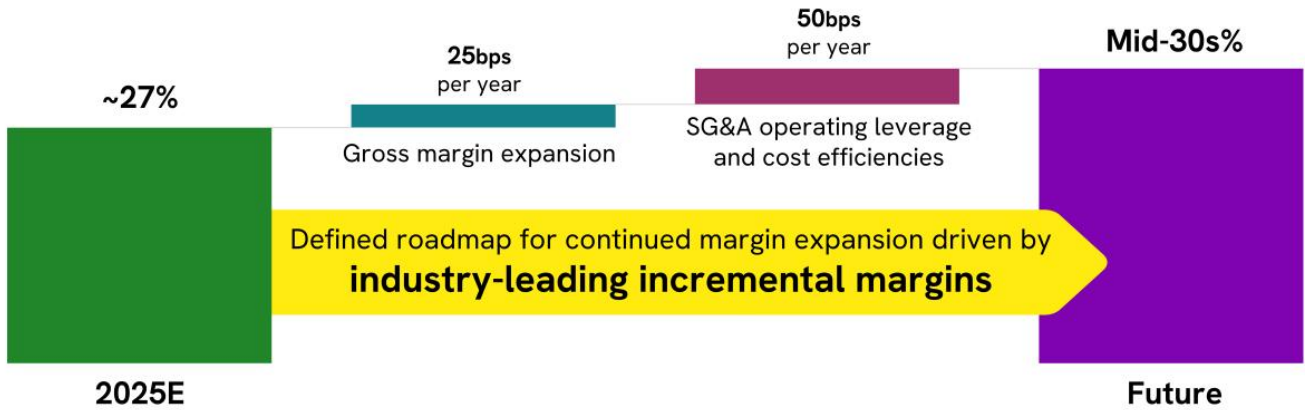 ~27%
25bps
per year
Gross margin expansion
50bps
per year
SG&A operating leverage
and cost efficiencies
Mid-30s%
Defined roadmap for continued margin expansion driven by
industry-leading incremental margins
2025E
Future